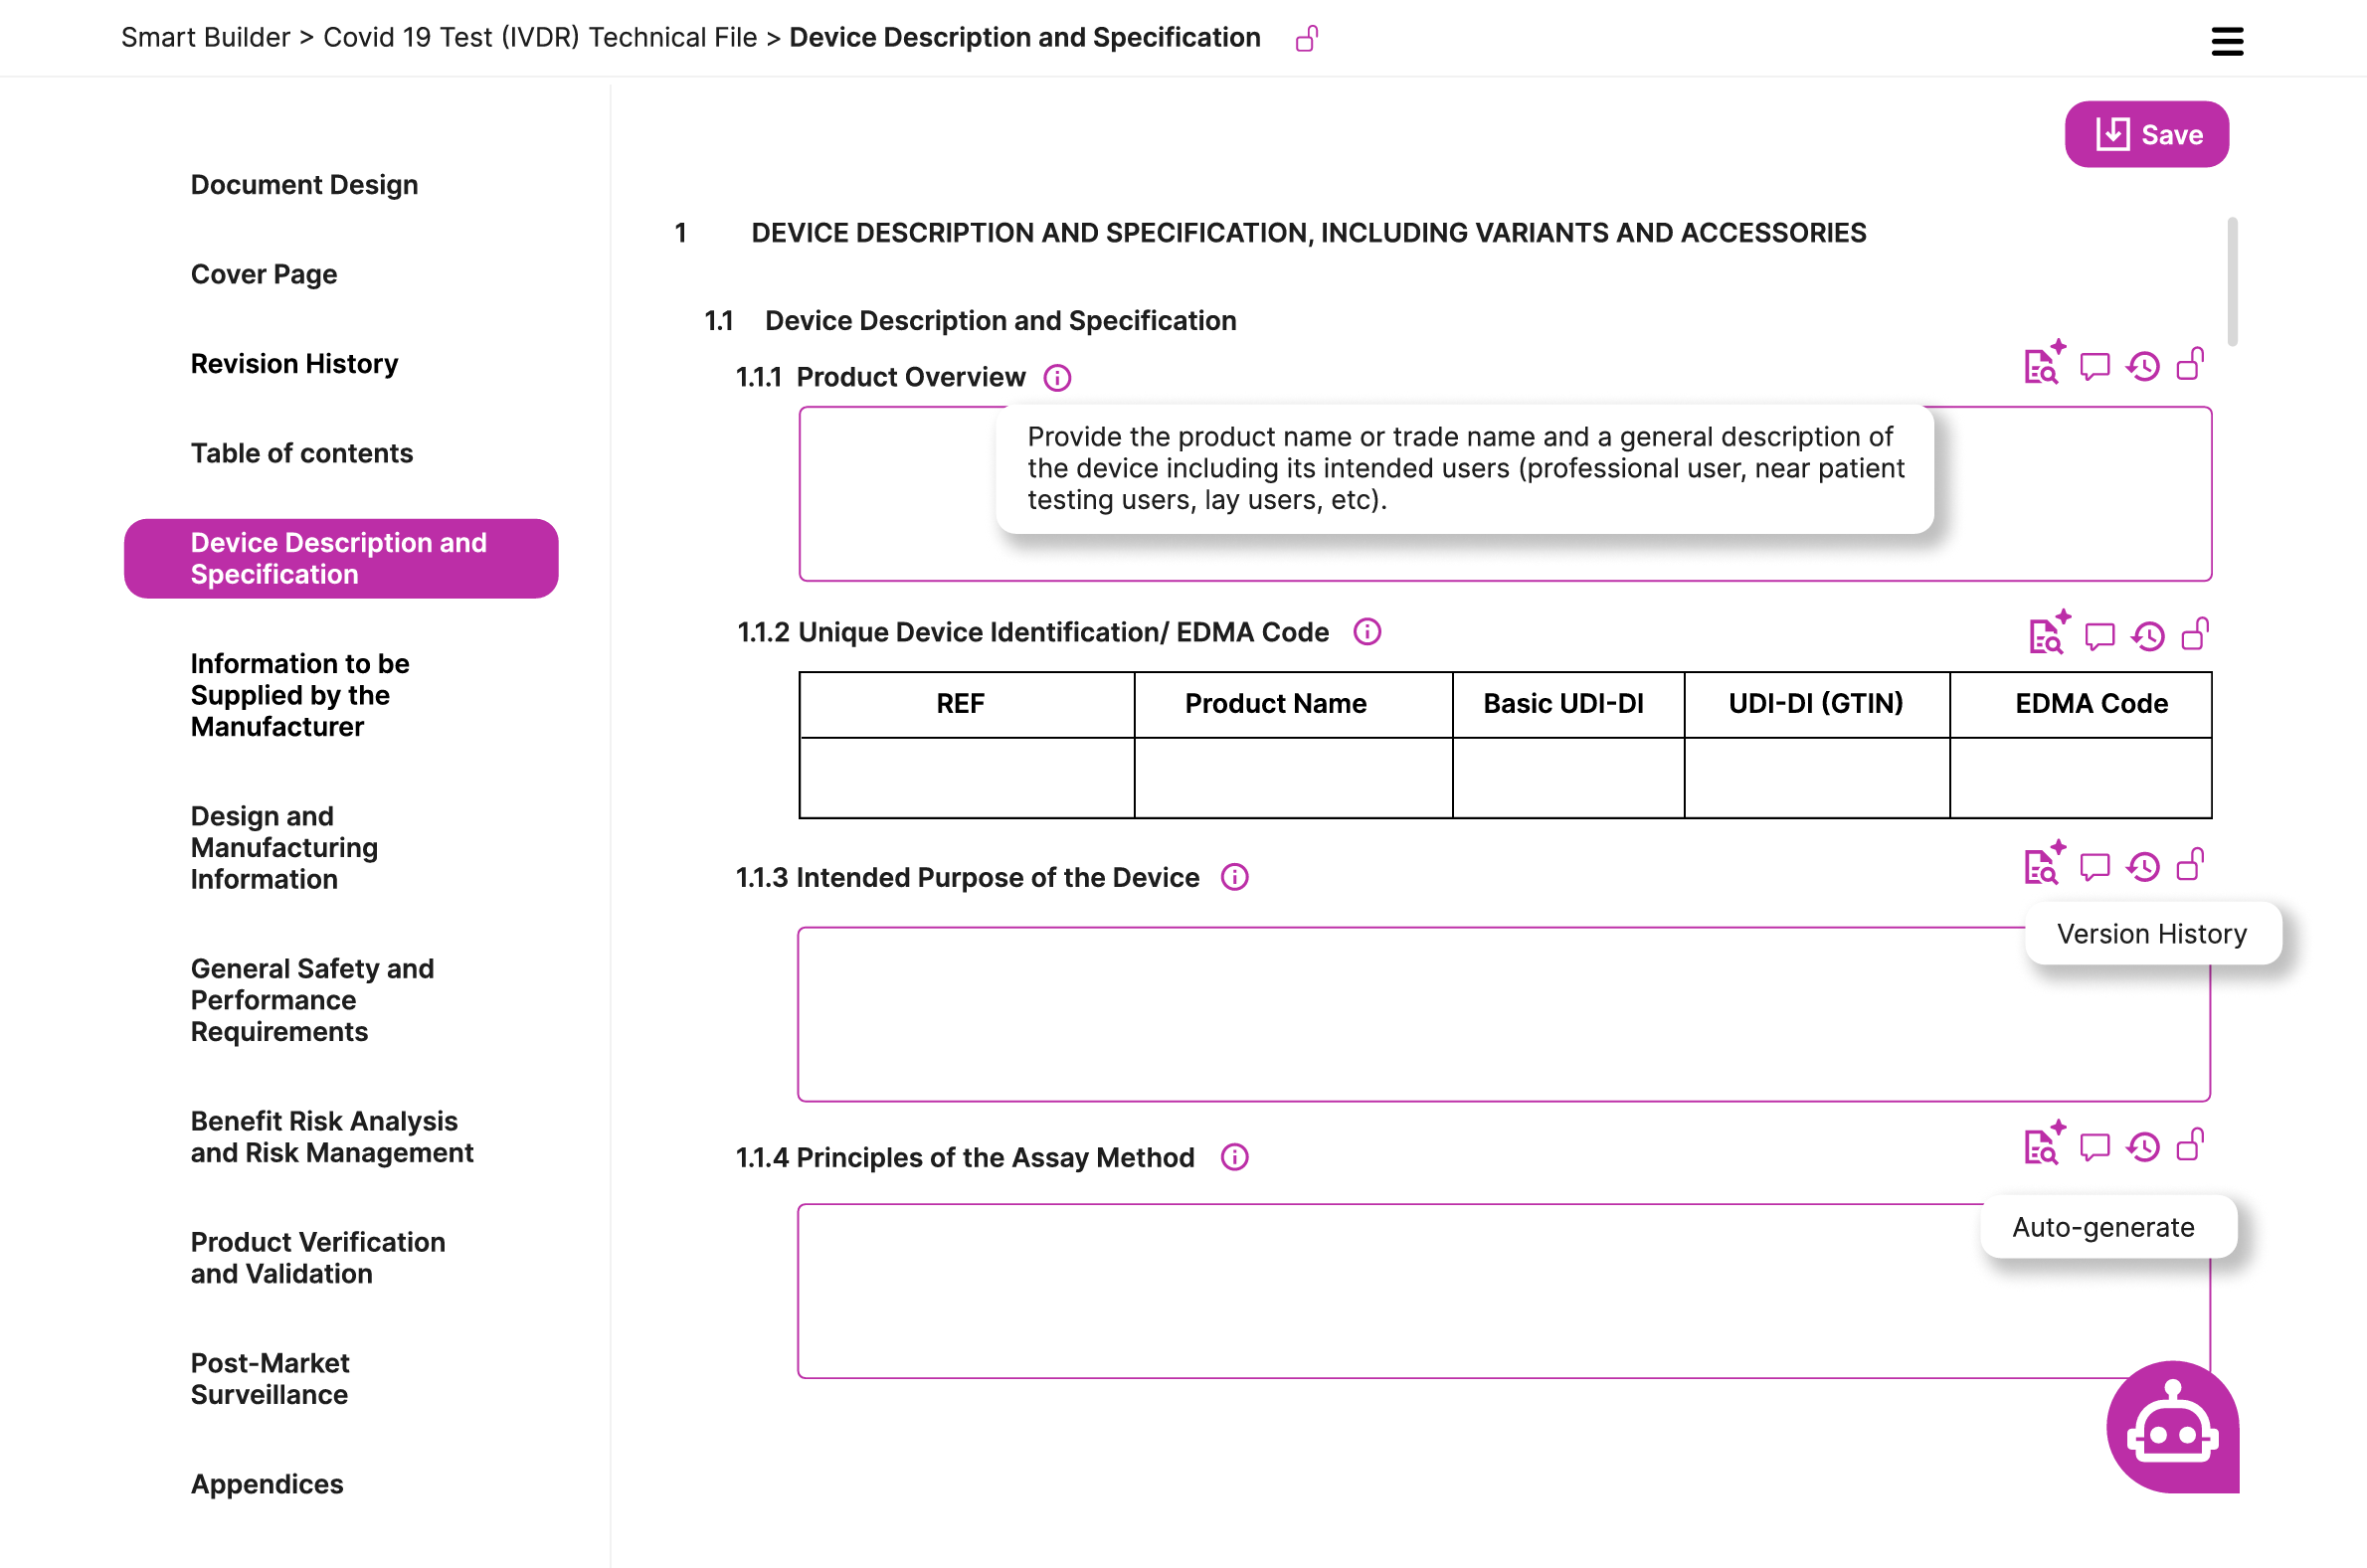 Smart Builder > Covid 19 Test (IVDR) Technical File > Device Description and Specification
Save
Document Design
Cover Page
Revision History
Table of contents
Device Description and
Specification
Information to be
Supplied by the
Manufacturer
Design and
Manufacturing
Information
General Safety and
Performance
Requirements
Benefit Risk Analysis
and Risk Management
Product Verification
and Validation
Post-Market
Surveillance
Appendices
1 DEVICE DESCRIPTION AND SPECIFICATION, INCLUDING VARIANTS AND ACCESSORIES
1.1 Device Description and Specification
1.1.1 Product Overview
Provide the product name or trade name and a general description of
the device including its intended users (professional user, near patient
testing users, lay users, etc).
1.1.2 Unique Device Identification/ EDMA Code
REF Product Name Basic UDI-DI UDI-DI (GTIN) EDMA Code
1.1.3 Intended Purpose of the Device
Version History
1.1.4 Principles of the Assay Method
Auto-generate